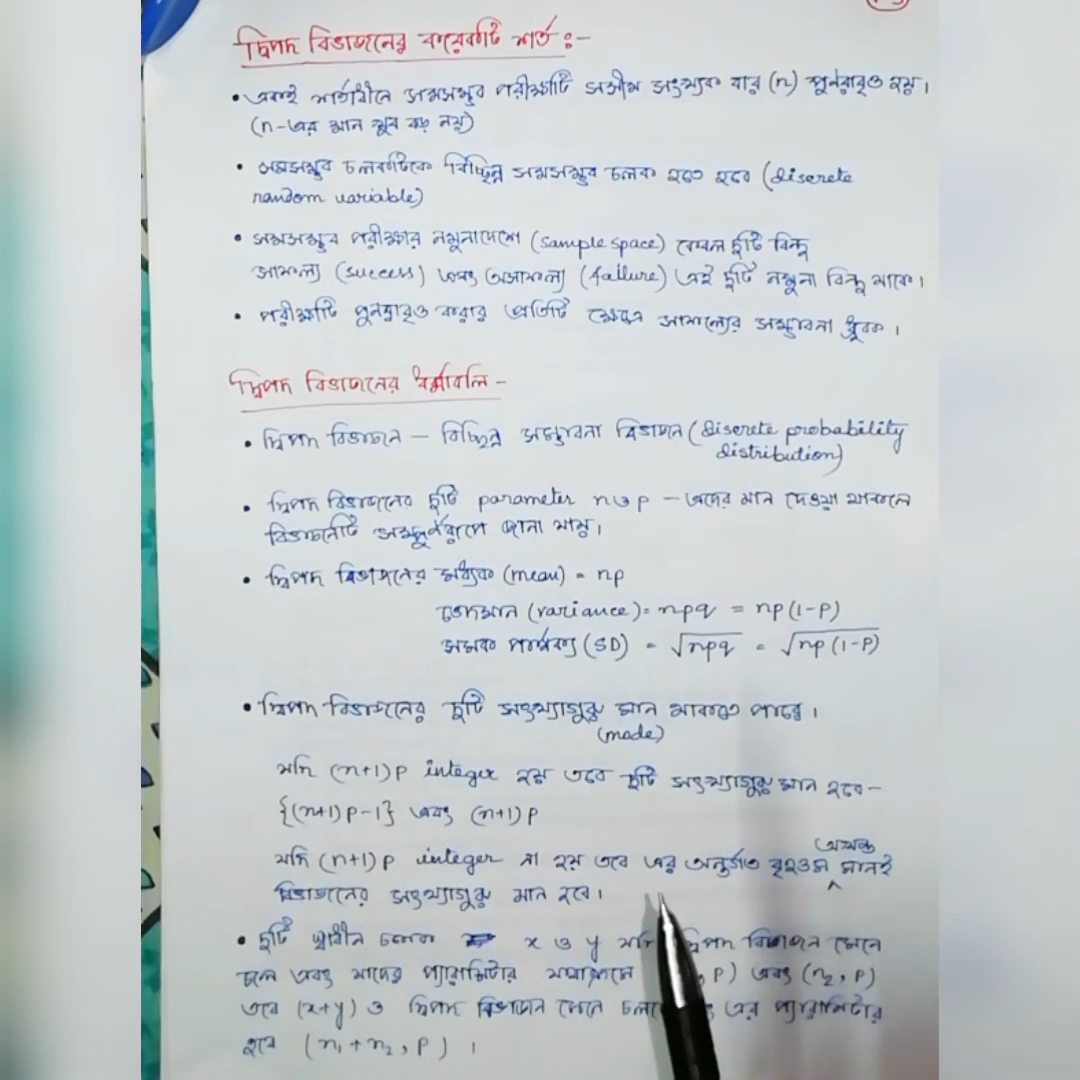 দ্বিপদ বিভাজনের কয়েকটি শর্ত :-
• একই শর্তাধীনে সমসম্ভব পরীক্ষাটি সসীম সংখ্যক বার (n) পুনরাবৃত্ত হয়।
(n-এর মান খুব বড় নয়)
• সমসম্ভব চলকটিকে বিচ্ছিন্ন সমসম্ভব চলক হতে হবে (discrete
random variable)
• সমসম্ভব পরীক্ষার নমুনাদেশে (sample space) কেবল দুটি বিন্দু
সাফল্য (success) এবং অসাফল্য (failure) এই দুটি নমুনা বিন্দু থাকে।
• পরীক্ষাটি পুনরাবৃত্ত করার প্রতিটি ক্ষেত্রে সাফল্যের সম্ভাবনা ধ্রুবক।
দ্বিপদ বিভাজনের ধর্মাবলি -
• দ্বিপদ বিভাজন – বিচ্ছিন্ন সম্ভাবনা বিভাজন (discrete probability
distribution)
• দ্বিপদ বিভাজনের দুটি parameter n ও p – এদের মান দেওয়া থাকলে
বিভাজনটি সম্পূর্ণরূপে জানা যায়।
• দ্বিপদ বিভাজনের মধ্যক (mean) = np
ভেদমান (variance) = npq = np(1-p)
সমক পার্থক্য (SD) = √npq = √np(1-p)
• দ্বিপদ বিভাজনের দুটি সংখ্যাগুরু মান থাকতে পারে।
(mode)
যদি (n+1)p integer হয় তবে দুটি সংখ্যাগুরু মান হবে-
{(n+1)p-1} এবং (n+1)p
যদি (n+1)p integer না হয় তবে এর অন্তর্গত বৃহত্তম অখন্ড মানই
বিভাজনের সংখ্যাগুরু মান হবে।
• দুটি স্বাধীন চলক x ও y যদি দ্বিপদ বিভাজন মেনে
চলে এবং যাদের প্যারামিটার যথাক্রমে , p) এবং (n₂, p)
তবে (x+y) ও দ্বিপদ বিভাজন মেনে এর প্যারামিটার
হবে (n₁+n₂, p) ।